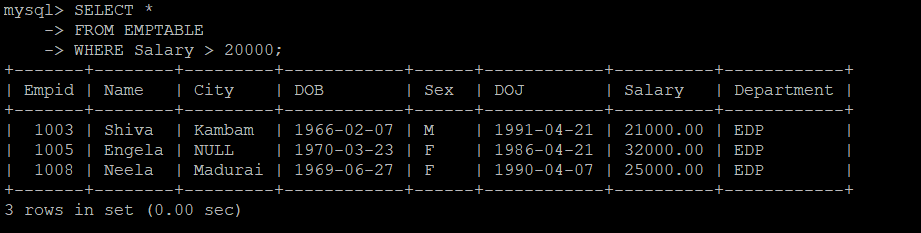 mysql> SELECT *
    -> FROM EMPTABLE
    -> WHERE Salary > 20000;
+-------+--------+---------+------------+------+------------+----------+------------+
| Empid | Name   | City    | DOB        | Sex  | DOJ        | Salary   | Department |
+-------+--------+---------+------------+------+------------+----------+------------+
|  1003 | Shiva  | Kambam  | 1966-02-07 | M    | 1991-04-21 | 21000.00 | EDP        |
|  1005 | Engela | NULL    | 1970-03-23 | F    | 1986-04-21 | 32000.00 | EDP        |
|  1008 | Neela  | Madurai | 1969-06-27 | F    | 1990-04-07 | 25000.00 | EDP        |
+-------+--------+---------+------------+------+------------+----------+------------+
3 rows in set (0.00 sec)